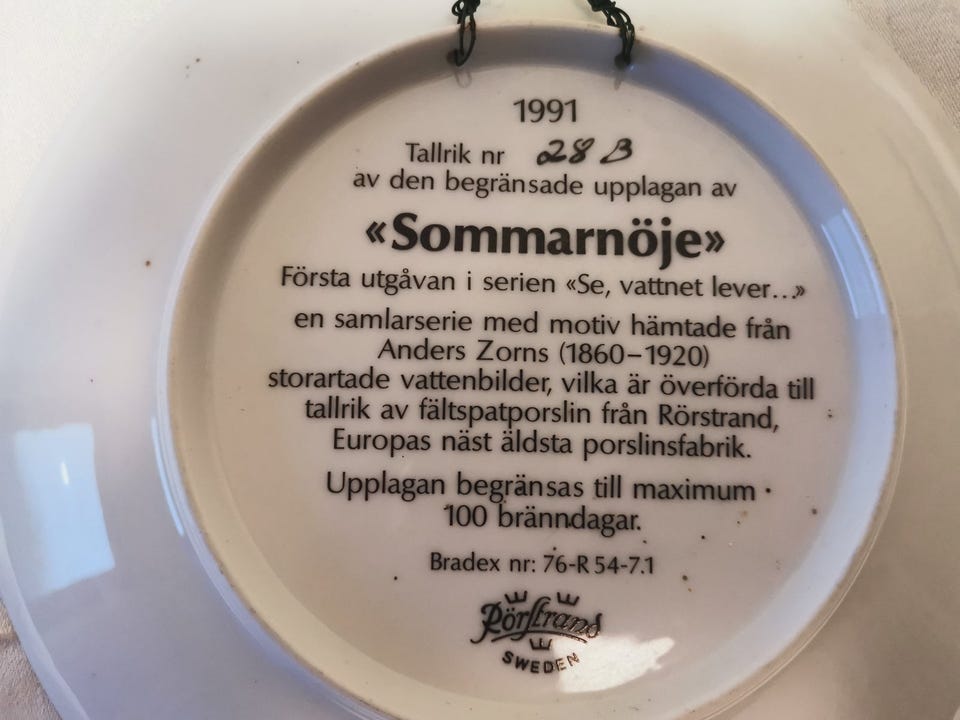 1991
Tallrik nr 28 B
av den begränsade upplagan av
«Sommarnöje»
Första utgåvan i serien «Se, vattnet lever...»
en samlarserie med motiv hämtade från
Anders Zorns (1860–1920)
storartade vattenbilder, vilka är överförda till
tallrik av fältspatporslin från Rörstrand,
Europas näst äldsta porslinsfabrik.
Upplagan begränsas till maximum
100 bränndagar.
Bradex nr: 76-R 54-7.1
Rörstrand
SWEDEN